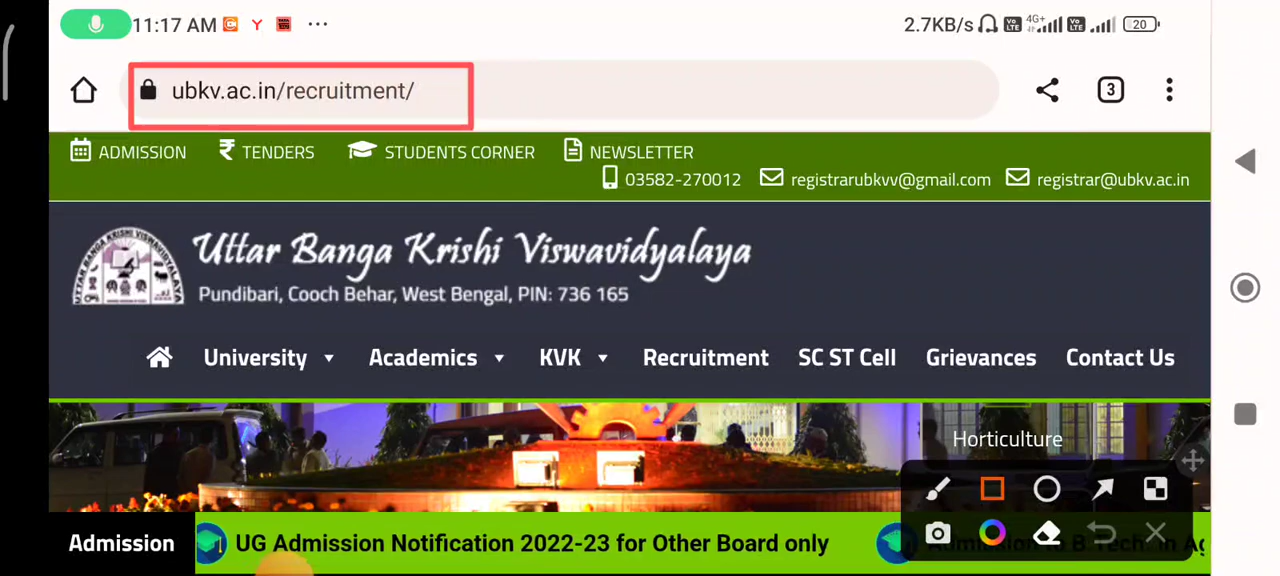 11:17 AM
2.7KB/s 4G+ 20
ubkv.ac.in/recruitment/
3
ADMISSION TENDERS STUDENTS CORNER NEWSLETTER
03582-270012 registrarubkvv@gmail.com registrar@ubkv.ac.in
Uttar Banga Krishi Viswavidyalaya
Pundibari, Cooch Behar, West Bengal, PIN: 736 165
University Academics KVK Recruitment SC ST Cell Grievances Contact Us
Horticulture
Admission UG Admission Notification 2022-23 for Other Board only